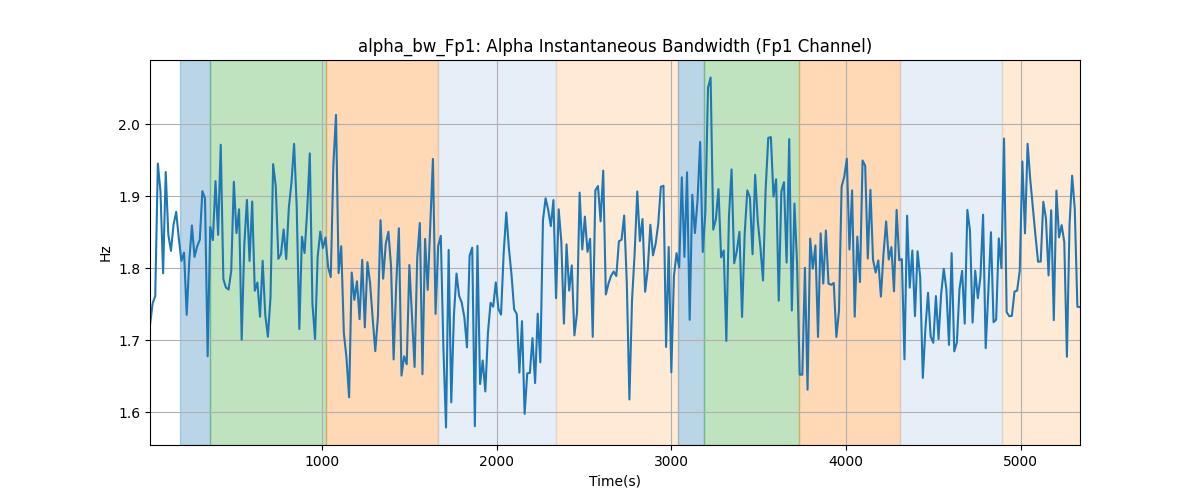 alpha_bw_Fp1: Alpha Instantaneous Bandwidth (Fp1 Channel)
Hz
2.0
1.9
1.8
1.7
1.6
1000 2000 3000 4000 5000
Time(s)